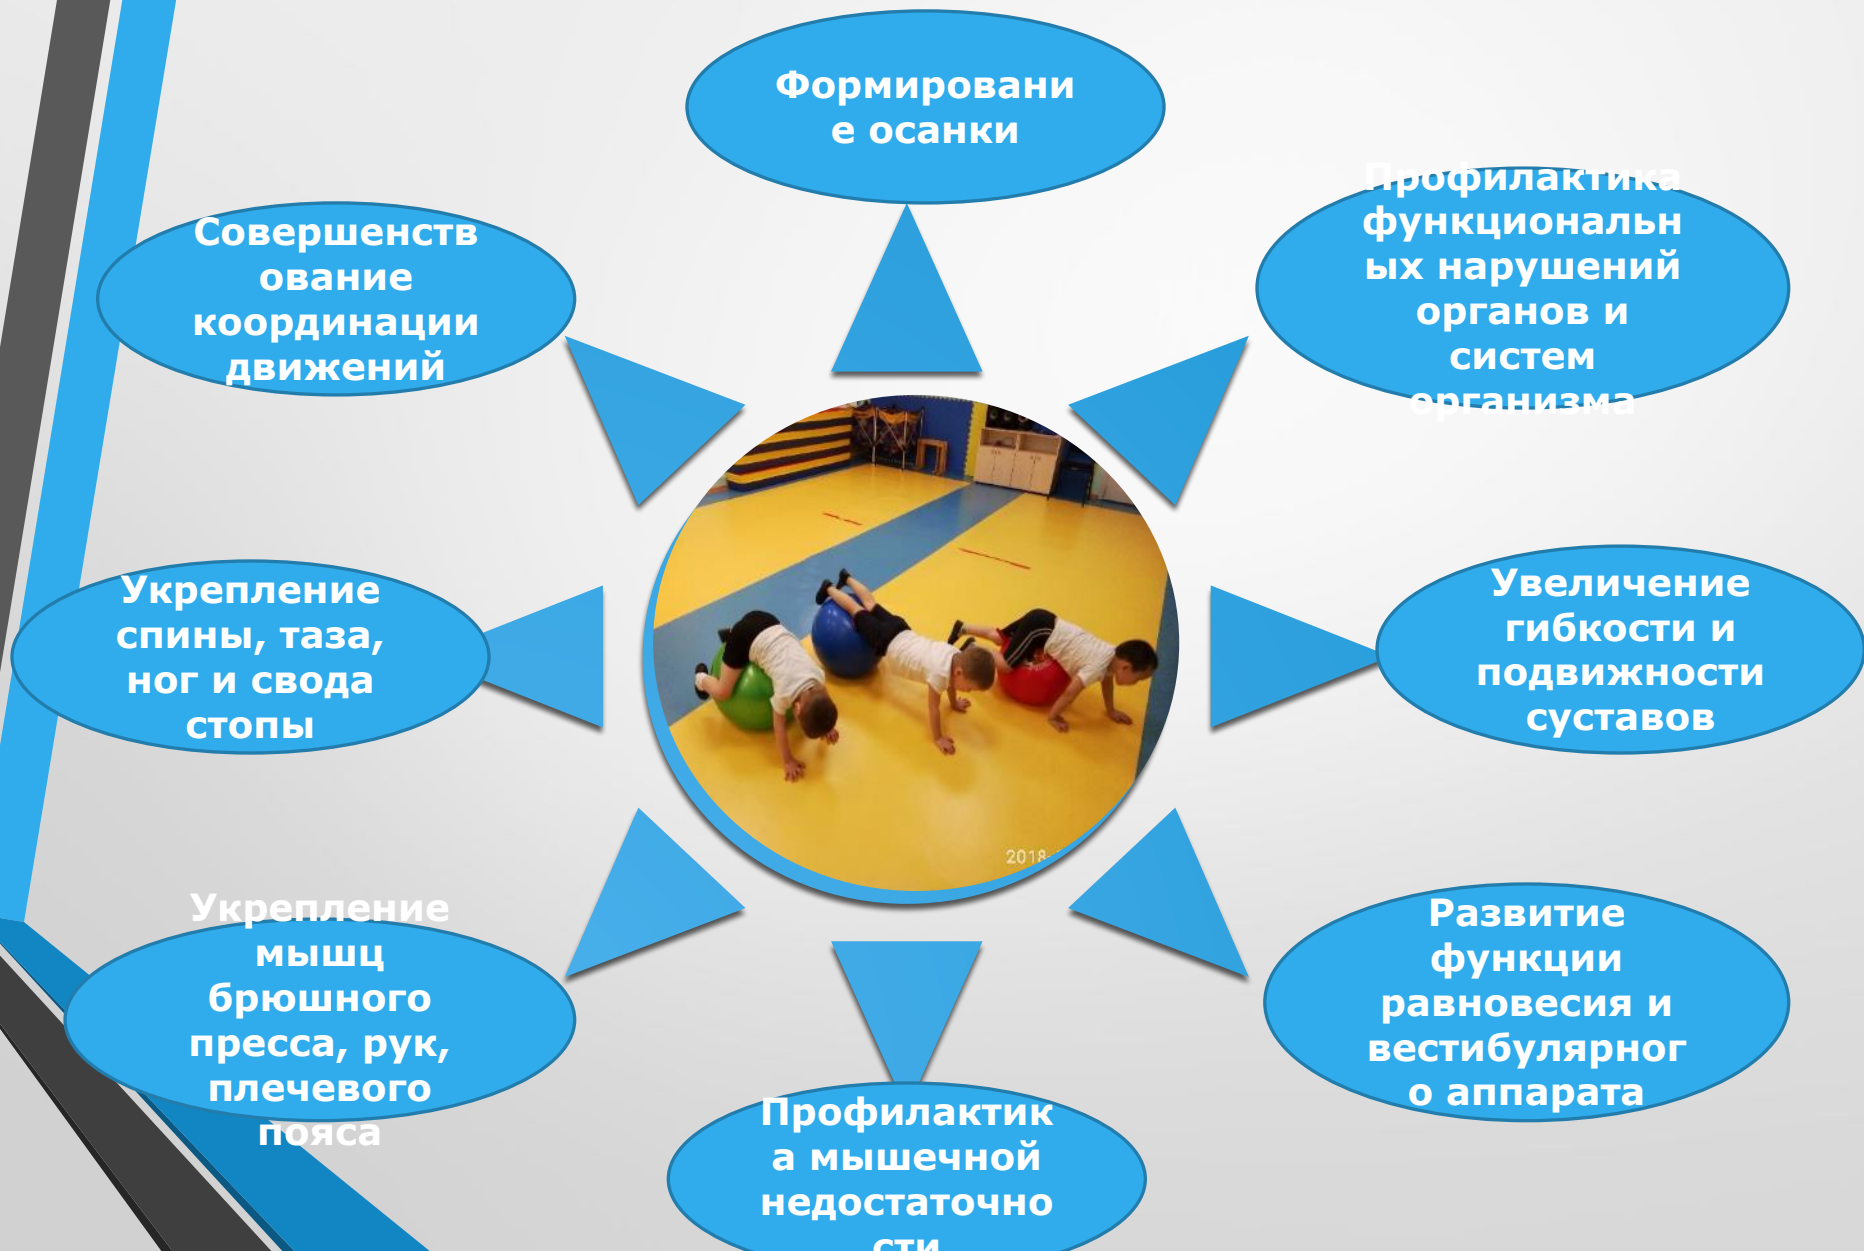 Формировани
е осанки
Профилактика
функциональн
ых нарушений
органов и
систем
организма
Увеличение
гибкости и
подвижности
суставов
Развитие
функции
равновесия и
вестибулярног
о аппарата
Профилактик
а мышечной
недостаточно
сти
Укрепление
мышц
брюшного
пресса, рук,
плечевого
пояса
Укрепление
спины, таза,
ног и свода
стопы
Совершенств
ование
координации
движений
2018